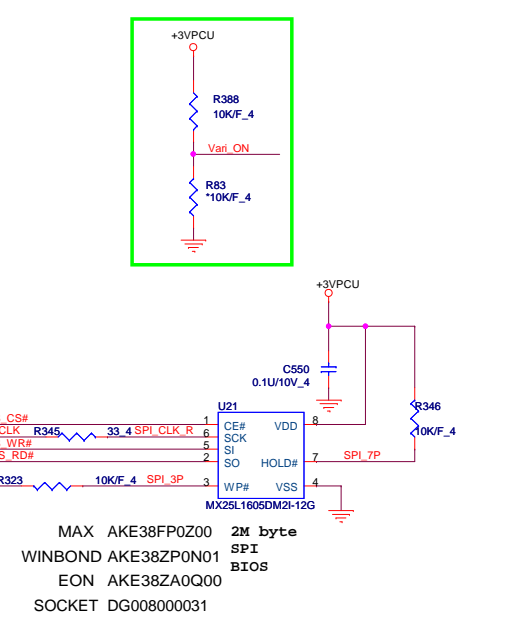 +3VPCU
R388
10K/F_4
Vari_ON
R83
*10K/F_4
+3VPCU
C550
0.1U/10V_4
R346
10K/F_4
U21
_CS# 1 CE# VDD 8
CLK R345 33_4 SPI_CLK_R 6 SCK
_WR# 5 SI
S_RD# 2 SO HOLD# 7 SPI_7P
R323 10K/F_4 SPI_3P 3 WP# VSS 4
MX25L1605DM2I-12G
MAX AKE38FP0Z00 2M byte
WINBOND AKE38ZP0N01 SPI
EON AKE38ZA0Q00 BIOS
SOCKET DG008000031